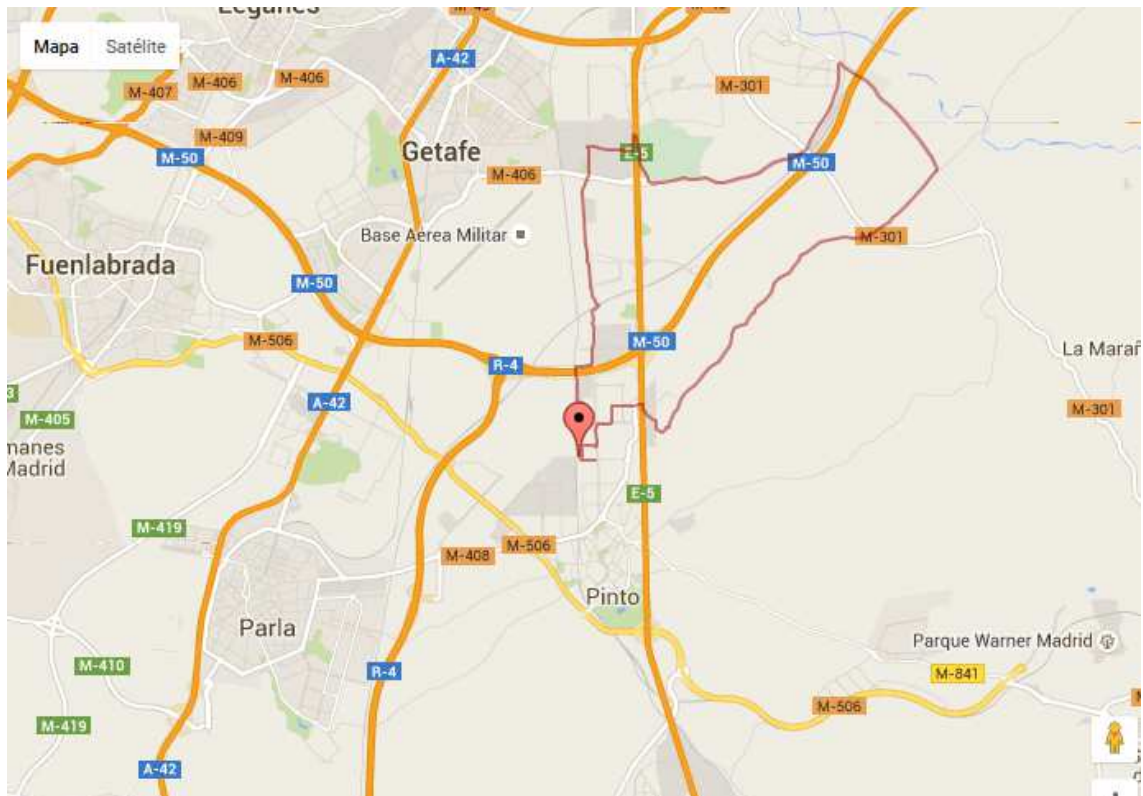 Leganés
Mapa Satélite
A-42
M-406
M-406
M-407
M-301
M-409
M-50
Getafe
E-5
M-50
M-406
Base Aerea Militar
M-301
Fuenlabrada
M-50
M-506
M-50
La Marañ
R-4
A-42
M-405
M-301
manes
Madrid
E-5
M-419
M-506
M-408
Pinto
Parla
Parque Warner Madrid
M-410
R-4
M-841
M-506
M-419
A-42